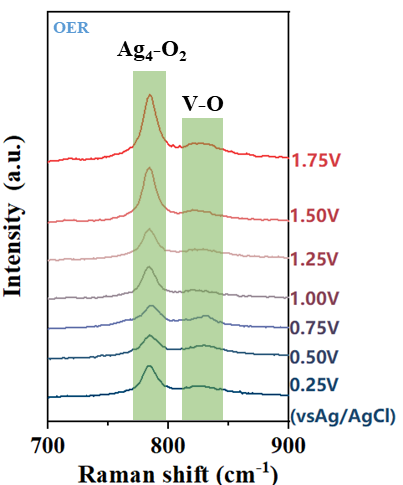 OER
Ag₄-O₂
V-O
1.75V
1.50V
1.25V
1.00V
0.75V
0.50V
0.25V
(vsAg/AgCl)
Intensity (a.u.)
700 800 900
Raman shift (cm⁻¹)